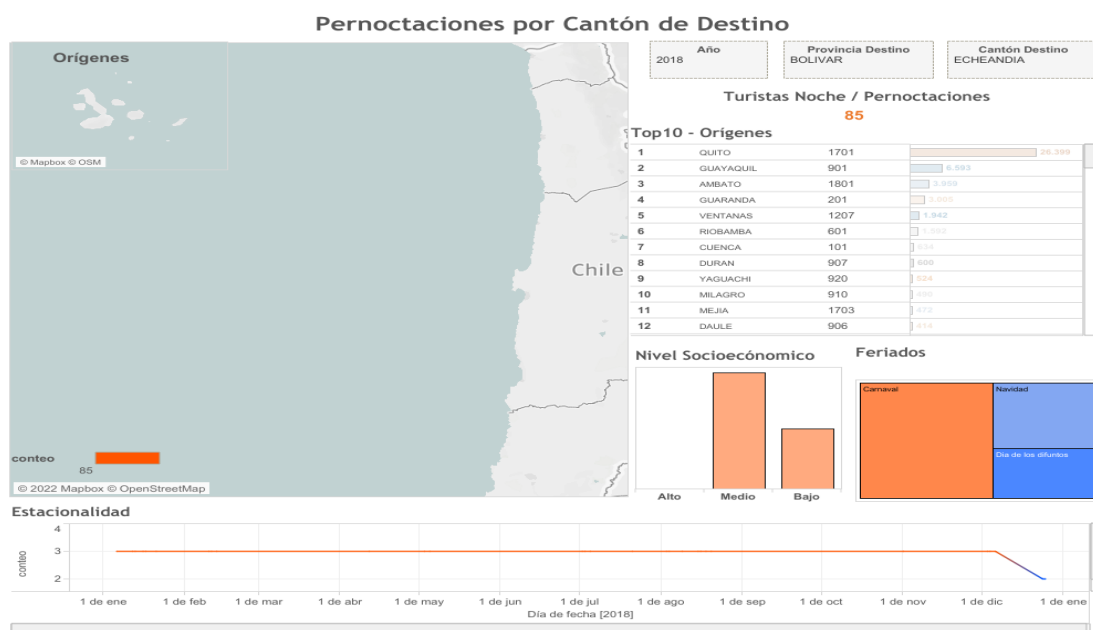 Pernoctaciones por Cantón de Destino
Orígenes
© Mapbox © OSM
Chile
conteo
85
© 2022 Mapbox © OpenStreetMap
Año
2018
Provincia Destino
BOLIVAR
Cantón Destino
ECHEANDIA
Turistas Noche / Pernoctaciones
85
Top10 - Orígenes
1 QUITO 1701 26.399
2 GUAYAQUIL 901 6.593
3 AMBATO 1801 3.959
4 GUARANDA 201
5 VENTANAS 1207 1.942
6 RIOBAMBA 601
7 CUENCA 101
8 DURAN 907 600
9 YAGUACHI 920 524
10 MILAGRO 910
11 MEJIA 1703 472
12 DAULE 906 414
Nivel Socioecónomico
Alto Medio Bajo
Feriados
Carnaval
Navidad
Dia de los difuntos
Estacionalidad
conteo
4
3
2
1 de ene 1 de feb 1 de mar 1 de abr 1 de may 1 de jun 1 de jul 1 de ago 1 de sep 1 de oct 1 de nov 1 de dic 1 de ene
Día de fecha [2018]